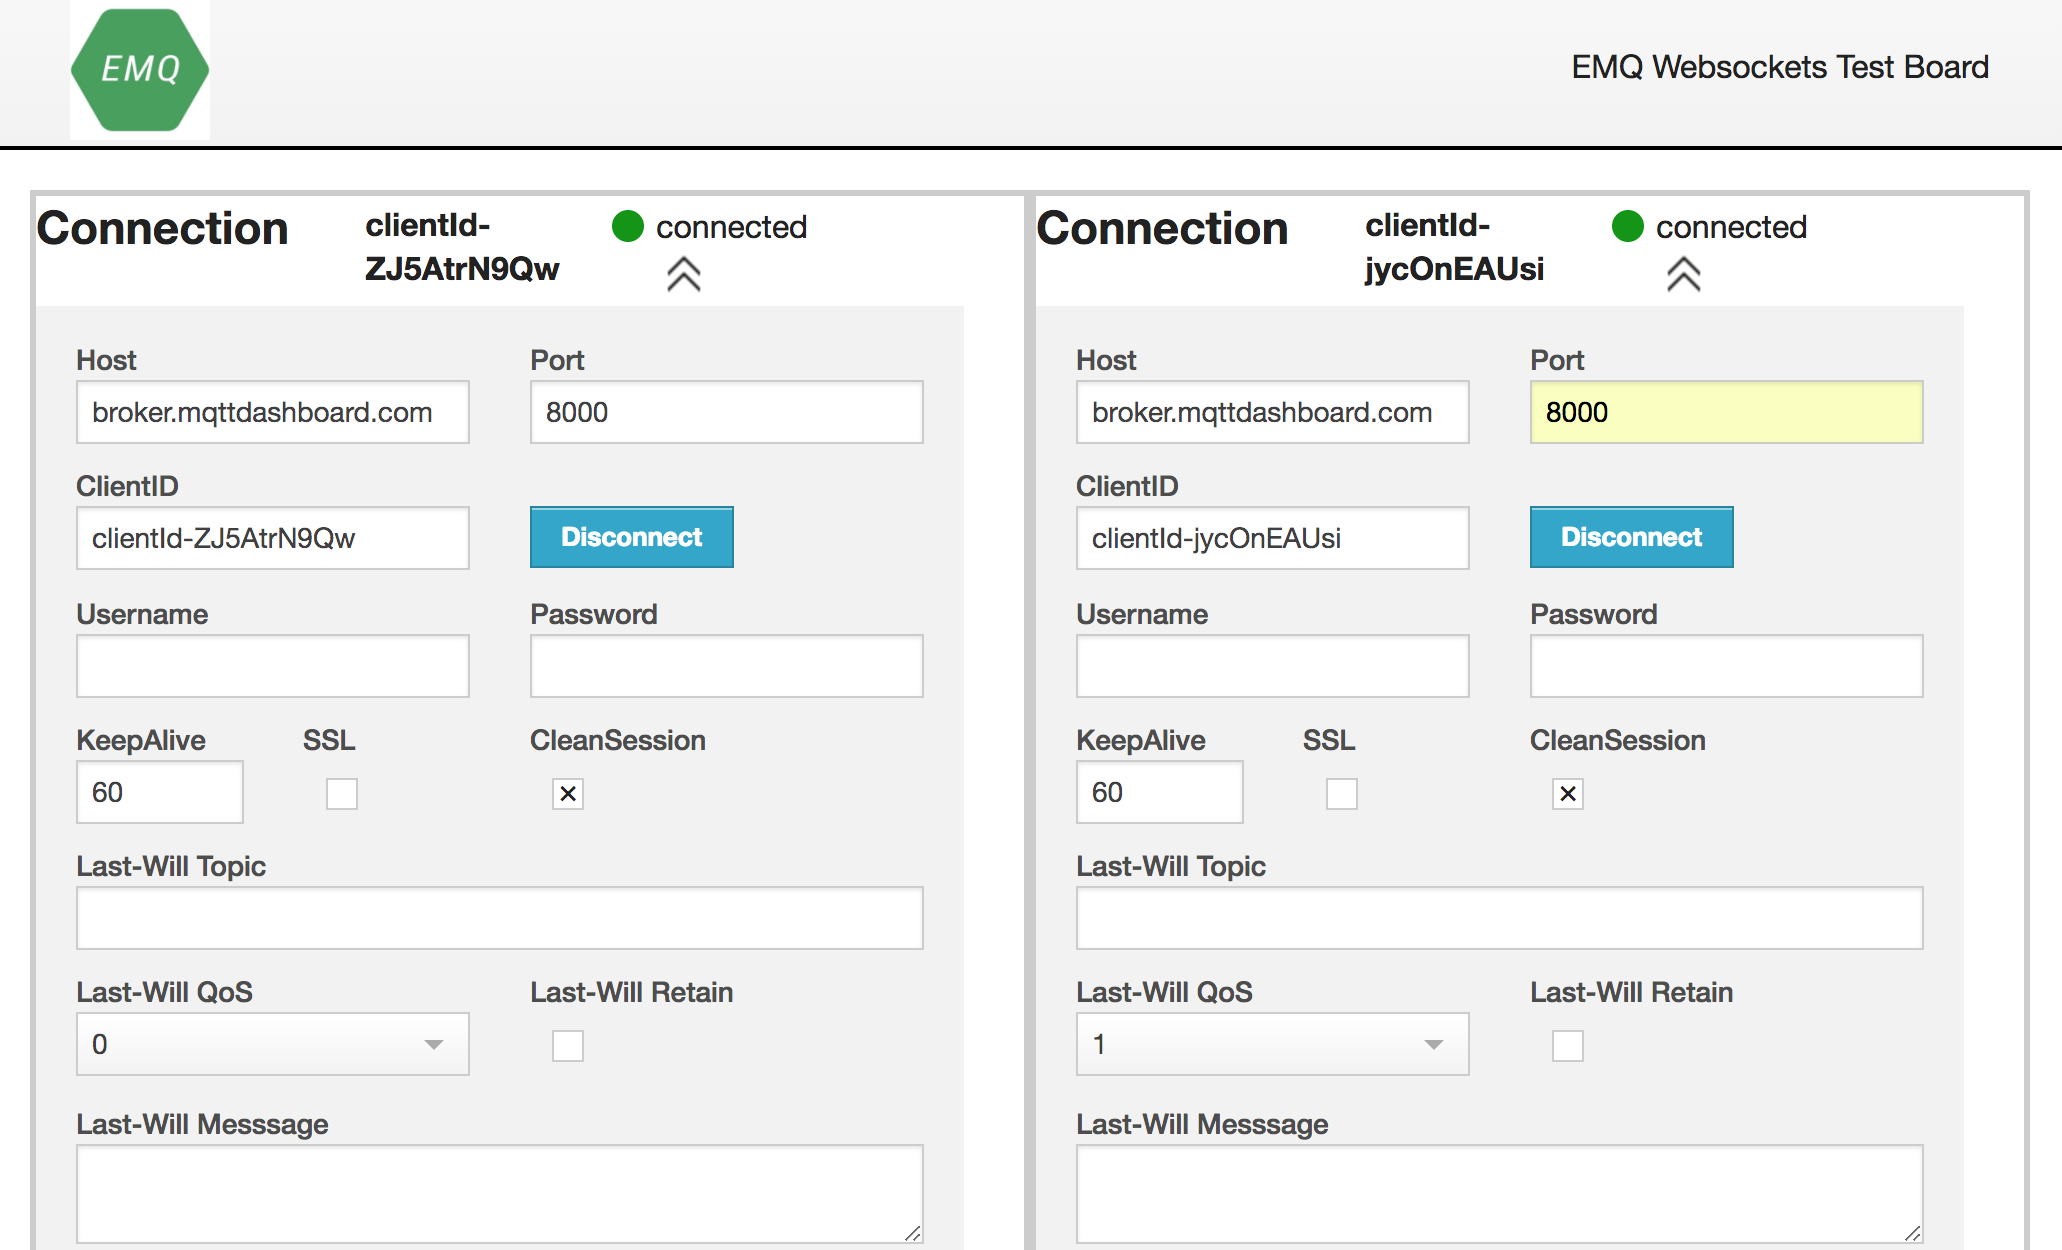 EMQ
EMQ Websockets Test Board
Connection
clientId-
ZJ5AtrN9Qw
connected
Host
Port
broker.mqttdashboard.com
8000
ClientID
clientId-ZJ5AtrN9Qw
Disconnect
Username
Password
KeepAlive
SSL
CleanSession
60
Last-Will Topic
Last-Will QoS
Last-Will Retain
0
Last-Will Messsage
Connection
clientId-
jycOnEAUsi
connected
Host
Port
broker.mqttdashboard.com
8000
ClientID
clientId-jycOnEAUsi
Disconnect
Username
Password
KeepAlive
SSL
CleanSession
60
Last-Will Topic
Last-Will QoS
Last-Will Retain
1
Last-Will Messsage